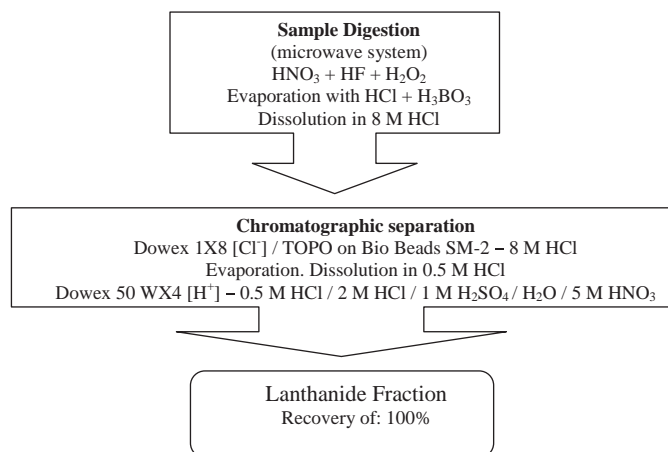 Sample Digestion
(microwave system)
HNO₃ + HF + H₂O₂
Evaporation with HCl + H₃BO₃
Dissolution in 8 M HCl
Chromatographic separation
Dowex 1X8 [Cl⁻] / TOPO on Bio Beads SM-2 – 8 M HCl
Evaporation. Dissolution in 0.5 M HCl
Dowex 50 WX4 [H⁺] – 0.5 M HCl / 2 M HCl / 1 M H₂SO₄ / H₂O / 5 M HNO₃
Lanthanide Fraction
Recovery of: 100%